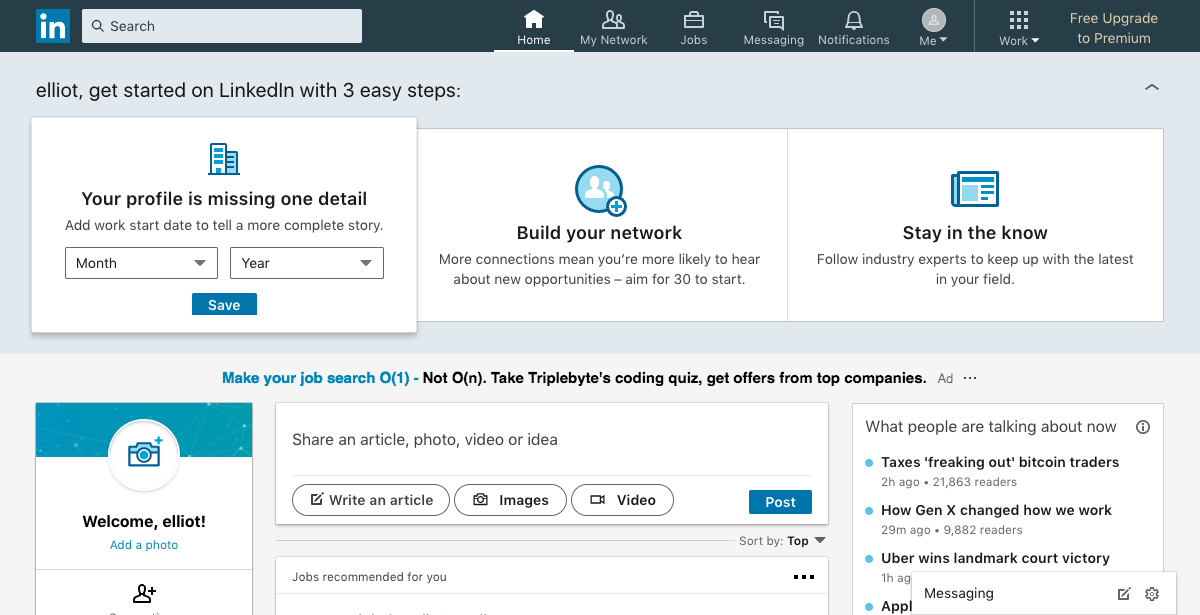 in
Search
Home
My Network
Jobs
Messaging
Notifications
Me
Work
Free Upgrade
to Premium
elliot, get started on LinkedIn with 3 easy steps:
Your profile is missing one detail
Add work start date to tell a more complete story.
Month
Year
Save
Build your network
More connections mean you’re more likely to hear
about new opportunities – aim for 30 to start.
Stay in the know
Follow industry experts to keep up with the latest
in your field.
Make your job search O(1) - Not O(n). Take Triplebyte's coding quiz, get offers from top companies. Ad ···
Welcome, elliot!
Add a photo
Share an article, photo, video or idea
Write an article
Images
Video
Post
Sort by: Top
Jobs recommended for you
What people are talking about now
Taxes 'freaking out' bitcoin traders
2h ago • 21,863 readers
How Gen X changed how we work
29m ago • 9,882 readers
Uber wins landmark court victory
1h ag
Appl
Messaging